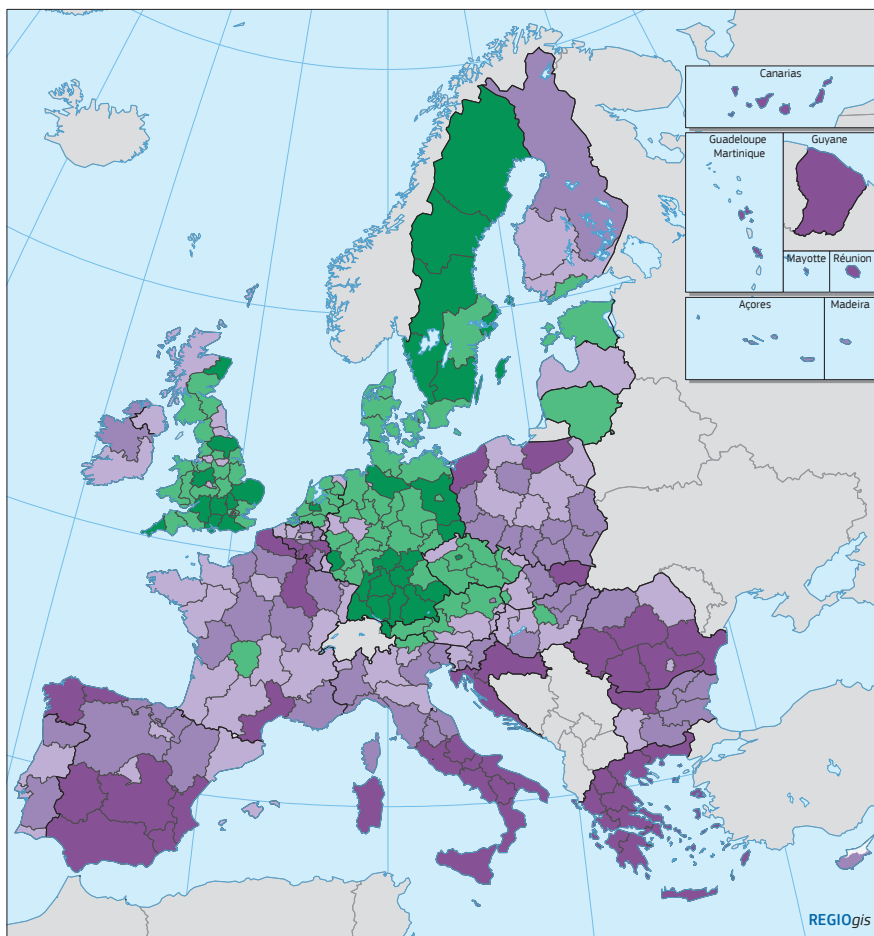 Canarias
Guadeloupe
Martinique
Guyane
Mayotte
Réunion
Açores
Madeira
REGIOgis